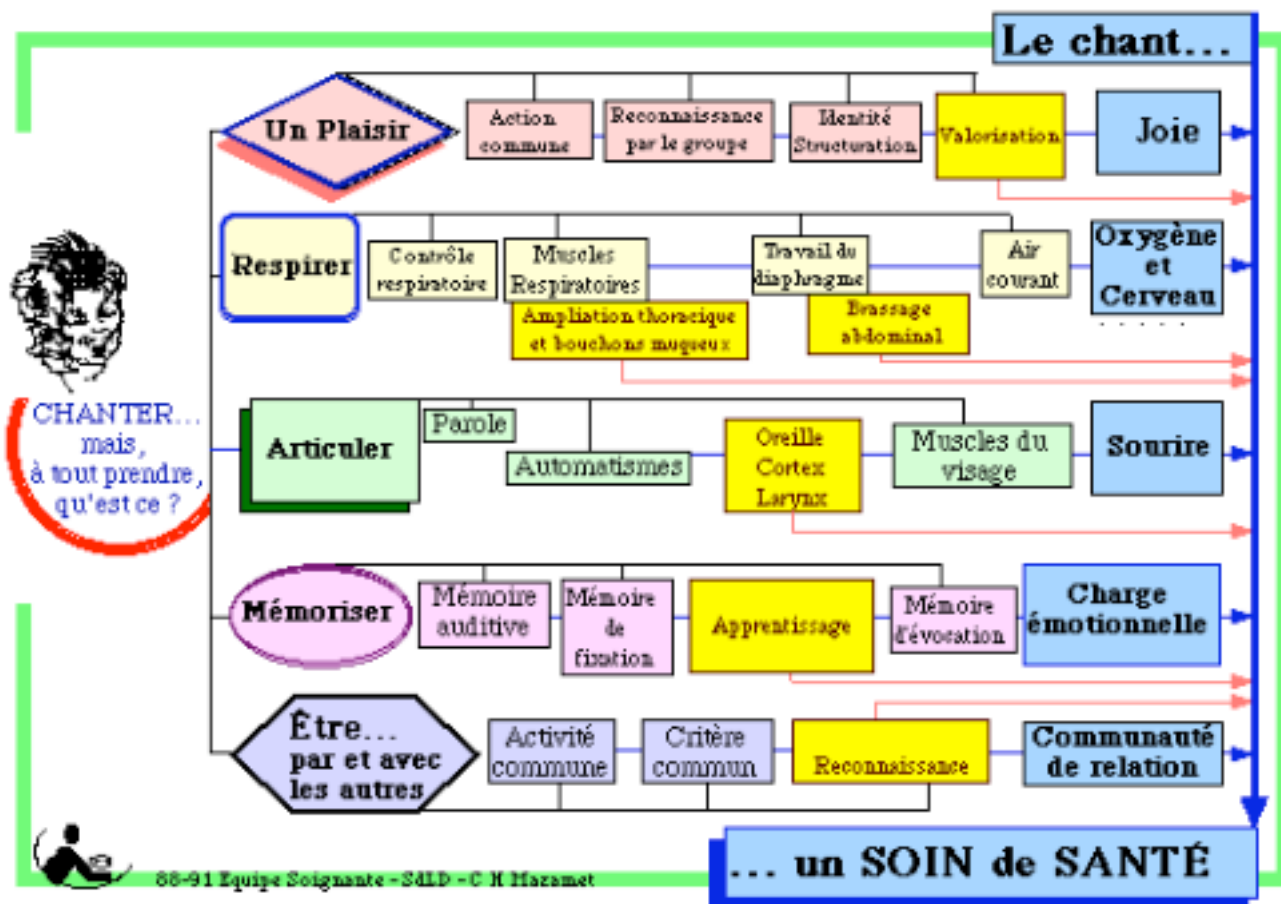 Le chant...
Un Plaisir
Action
commune
Reconnaissance
par le groupe
Identité
Structuration
Valorisation
Joie
Respirer
Contrôle
respiratoire
Muscles
Respiratoires
Travail du
diaphragme
Air
courant
Oxygène
et
Cerveau
.....
Ampliation thoracique
et bouchons muqueux
Brassage
abdominal
CHANTER...
mais,
à tout prendre,
qu'est ce ?
Articuler
Parole
Automatismes
Oreille
Cortex
Larynx
Muscles du
visage
Sourire
Mémoriser
Mémoire
auditive
Mémoire
de
fixation
Apprentissage
Mémoire
d'évocation
Charge
émotionnelle
Être...
par et avec
les autres
Activité
commune
Critère
commun
Reconnaissance
Communauté
de relation
... un SOIN de SANTÉ
88-91 Equipe Soignante - SdLD - C H Mazamet